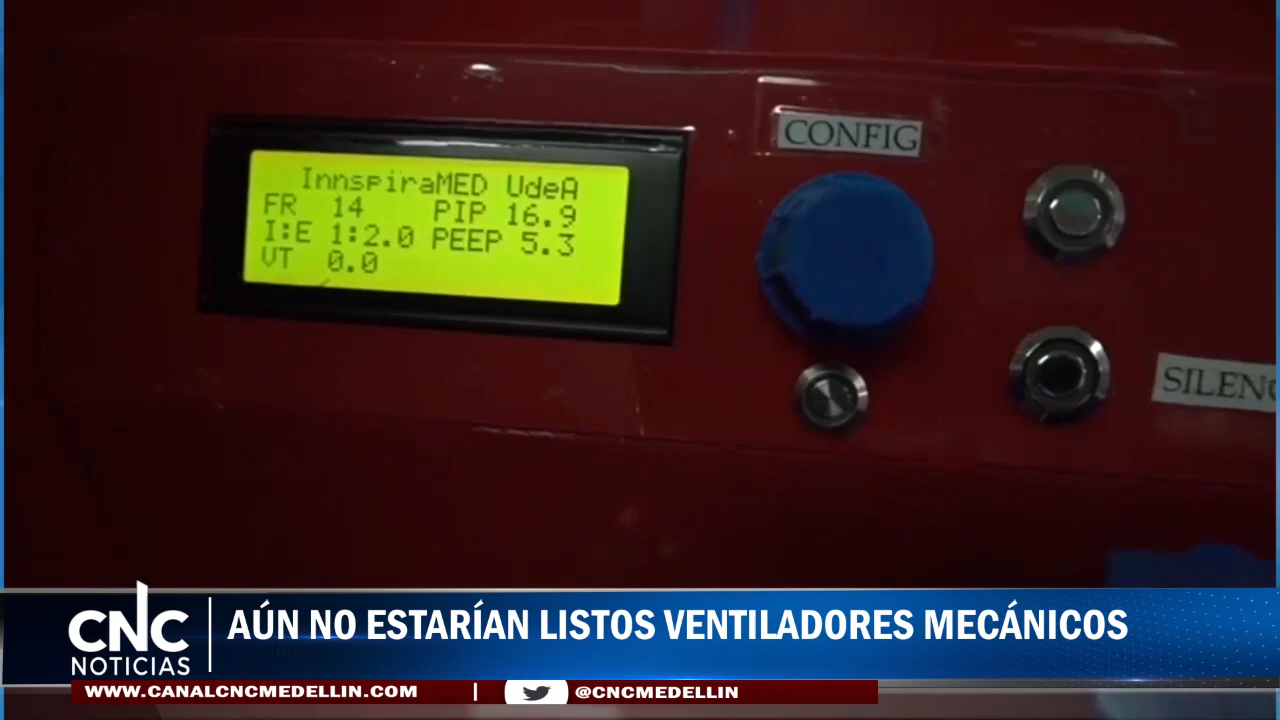 InnspiraMED UdeA
FR 14 PIP 16.9
I:E 1:2.0 PEEP 5.3
VT 0.0
CONFIG
SILENC
CNC
NOTICIAS
AÚN NO ESTARÍAN LISTOS VENTILADORES MECÁNICOS
WWW.CANALCNCMEDELLIN.COM | @CNCMEDELLIN